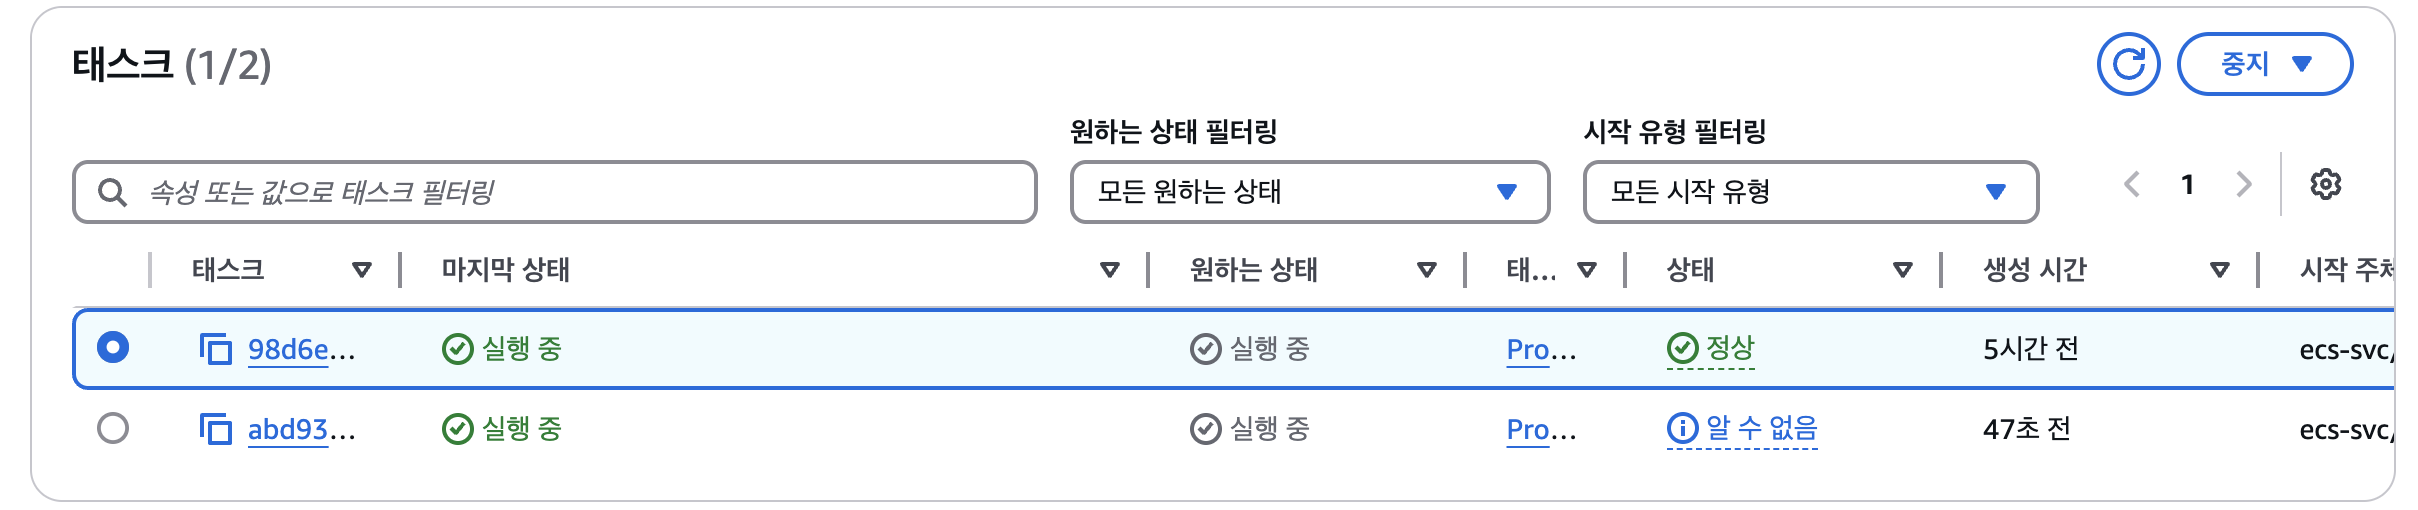 태스크 (1/2)
중지
원하는 상태 필터링
시작 유형 필터링
속성 또는 값으로 태스크 필터링
모든 원하는 상태
모든 시작 유형
1
태스크 마지막 상태 원하는 상태 태... 상태 생성 시간 시작 주체
98d6e... 실행 중 실행 중 Pro... 정상 5시간 전 ecs-svc/
abd93... 실행 중 실행 중 Pro... 알 수 없음 47초 전 ecs-svc/